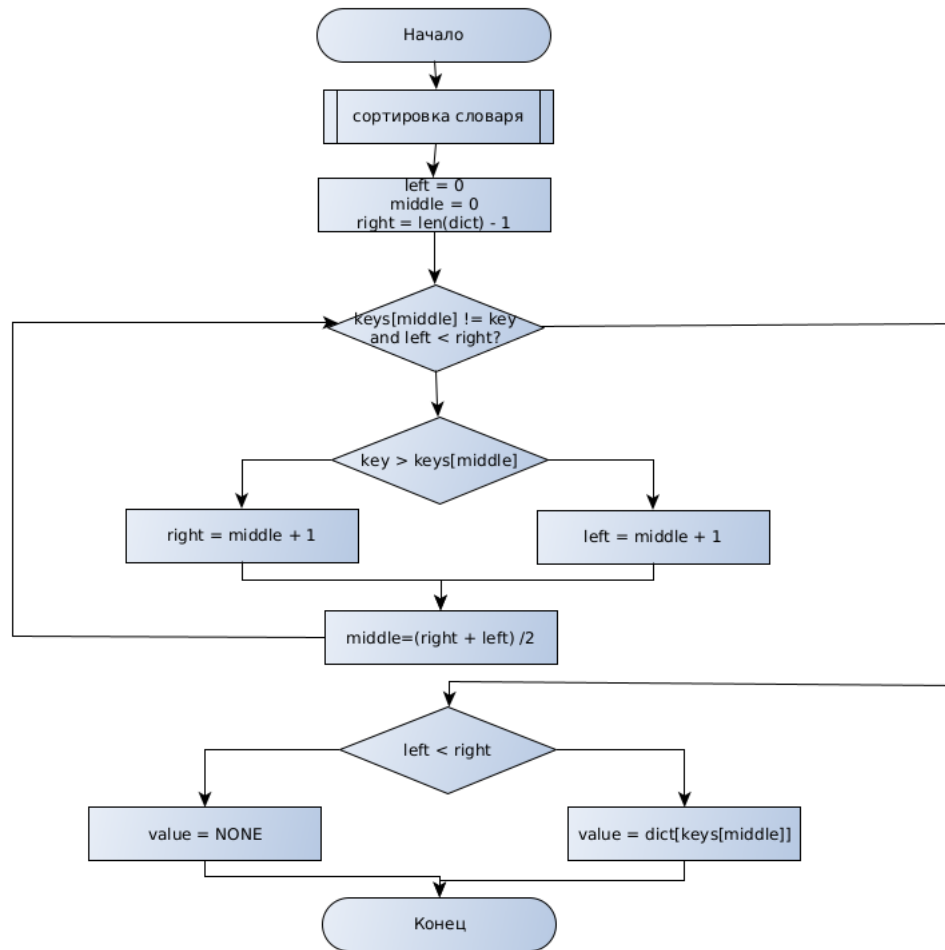 Начало
сортировка словаря
left = 0
middle = 0
right = len(dict) - 1
keys[middle] != key
and left < right?
key > keys[middle]
right = middle + 1
left = middle + 1
middle=(right + left) /2
left < right
value = NONE
value = dict[keys[middle]]
Конец